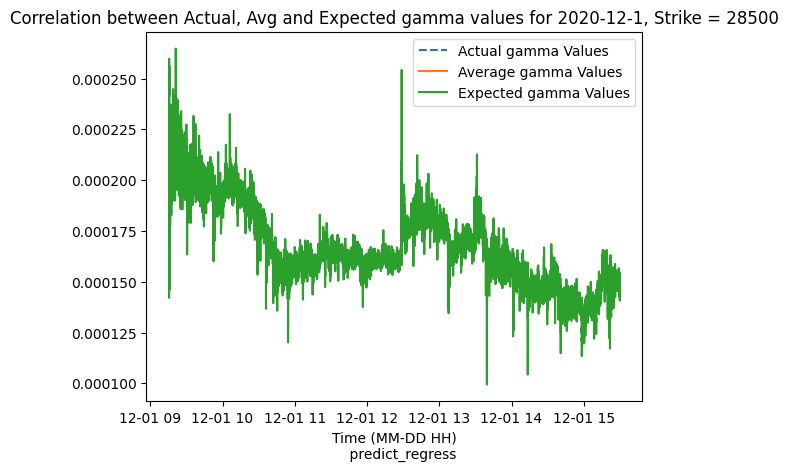 Correlation between Actual, Avg and Expected gamma values for 2020-12-1, Strike = 28500
Actual gamma Values
Average gamma Values
Expected gamma Values
0.000250
0.000225
0.000200
0.000175
0.000150
0.000125
0.000100
12-01 09 12-01 10 12-01 11 12-01 12 12-01 13 12-01 14 12-01 15
Time (MM-DD HH)
predict_regress